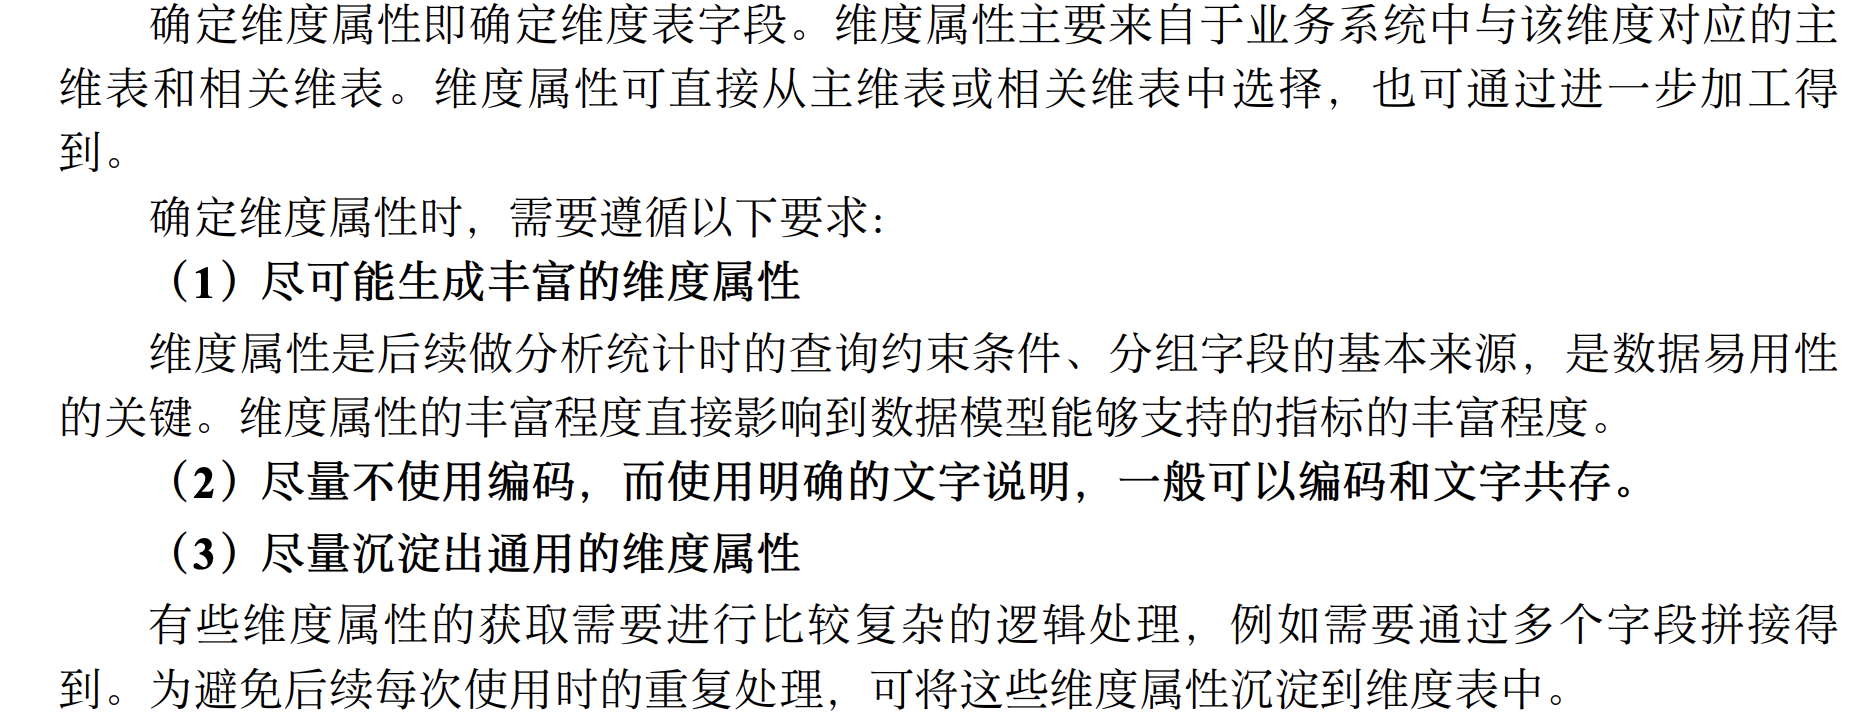 确定维度属性即确定维度表字段。维度属性主要来自于业务系统中与该维度对应的主
维表和相关维表。维度属性可直接从主维表或相关维表中选择，也可通过进一步加工得
到。
确定维度属性时，需要遵循以下要求：
（1）尽可能生成丰富的维度属性
维度属性是后续做分析统计时的查询约束条件、分组字段的基本来源，是数据易用性
的关键。维度属性的丰富程度直接影响到数据模型能够支持的指标的丰富程度。
（2）尽量不使用编码，而使用明确的文字说明，一般可以编码和文字共存。
（3）尽量沉淀出通用的维度属性
有些维度属性的获取需要进行比较复杂的逻辑处理，例如需要通过多个字段拼接得
到。为避免后续每次使用时的重复处理，可将这些维度属性沉淀到维度表中。